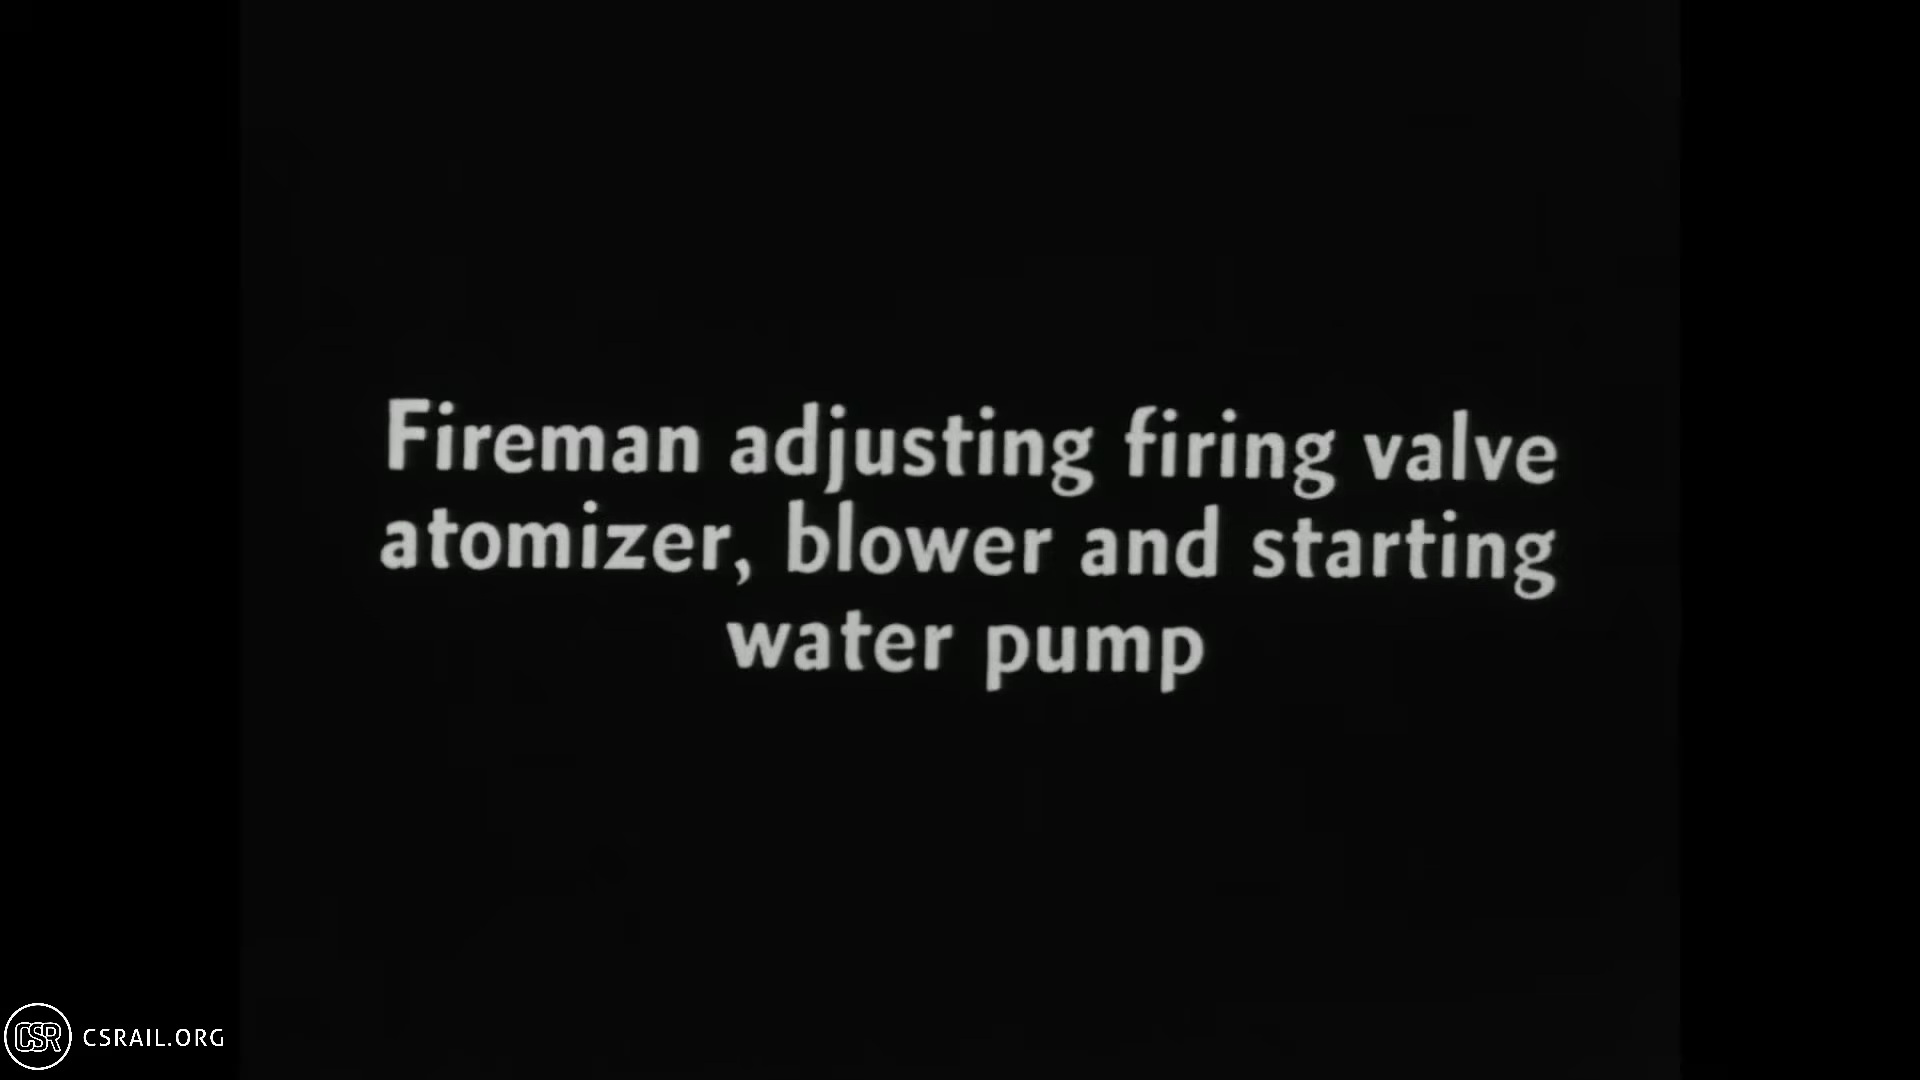 Fireman adjusting firing valve
atomizer, blower and starting
water pump
CSR CSRAIL.ORG